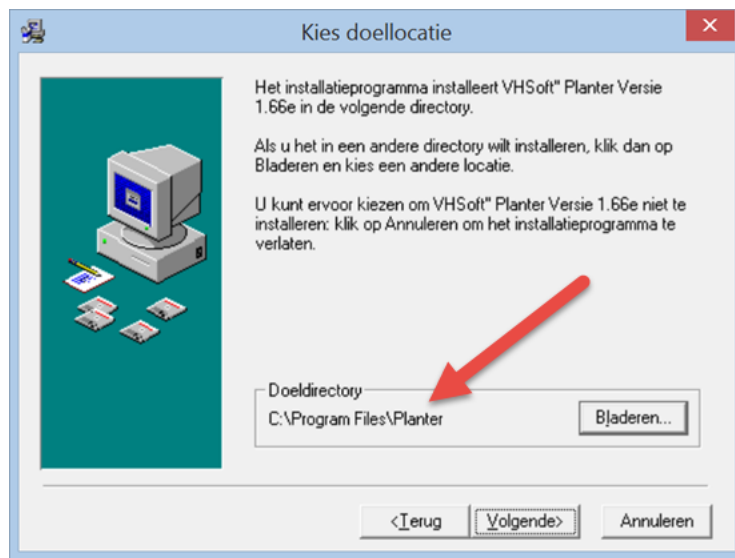 Kies doellocatie
Het installatieprogramma installeert VHSoft" Planter Versie
1.66e in de volgende directory.
Als u het in een andere directory wilt installeren, klik dan op
Bladeren en kies een andere locatie.
U kunt ervoor kiezen om VHSoft" Planter Versie 1.66e niet te
installeren: klik op Annuleren om het installatieprogramma te
verlaten.
Doeldirectory
C:\Program Files\Planter
Bladeren...
<Terug
Volgende>
Annuleren